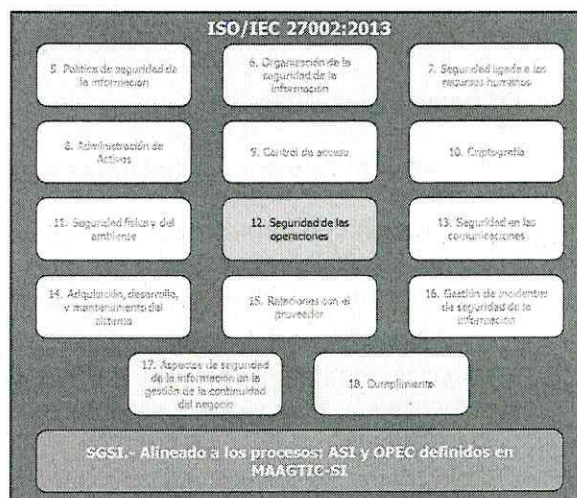 ISO/IEC 27002:2013
5. Política de seguridad de
la información
6. Organización de la
seguridad de la
información
7. Seguridad ligada a los
recursos humanos
8. Administración de
Activos
9. Control de acceso
10. Criptografía
11. Seguridad física y del
ambiente
12. Seguridad de las
operaciones
13. Seguridad en las
comunicaciones
14. Adquisición, desarrollo,
y mantenimiento del
sistema
15. Relaciones con el
proveedor
16. Gestión de incidentes
de seguridad de la
información
17. Aspectos de seguridad
de la información en la
gestión de la continuidad
del negocio
18. Cumplimiento
SGSI.- Alineado a los procesos: ASI y OPEC definidos en
MAAGTIC-SI